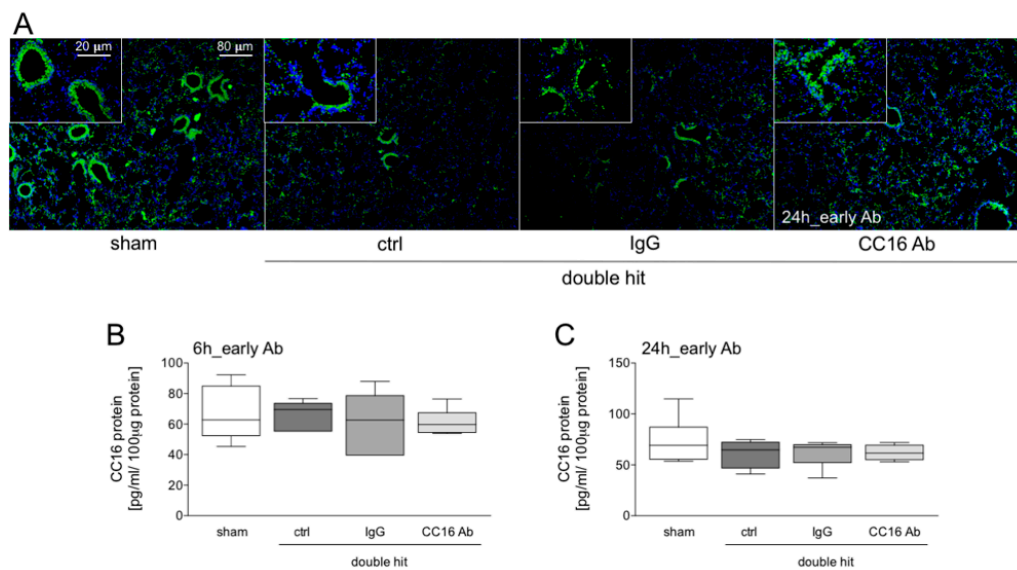 A
20 μm
80 μm
24h_early Ab
sham
ctrl
IgG
CC16 Ab
double hit
B
6h_early Ab
CC16 protein
[pg/ml/ 100μg protein]
100
80
60
40
20
0
sham
ctrl
IgG
CC16 Ab
double hit
C
24h_early Ab
CC16 protein
[pg/ml/ 100μg protein]
150
100
50
0
sham
ctrl
IgG
CC16 Ab
double hit